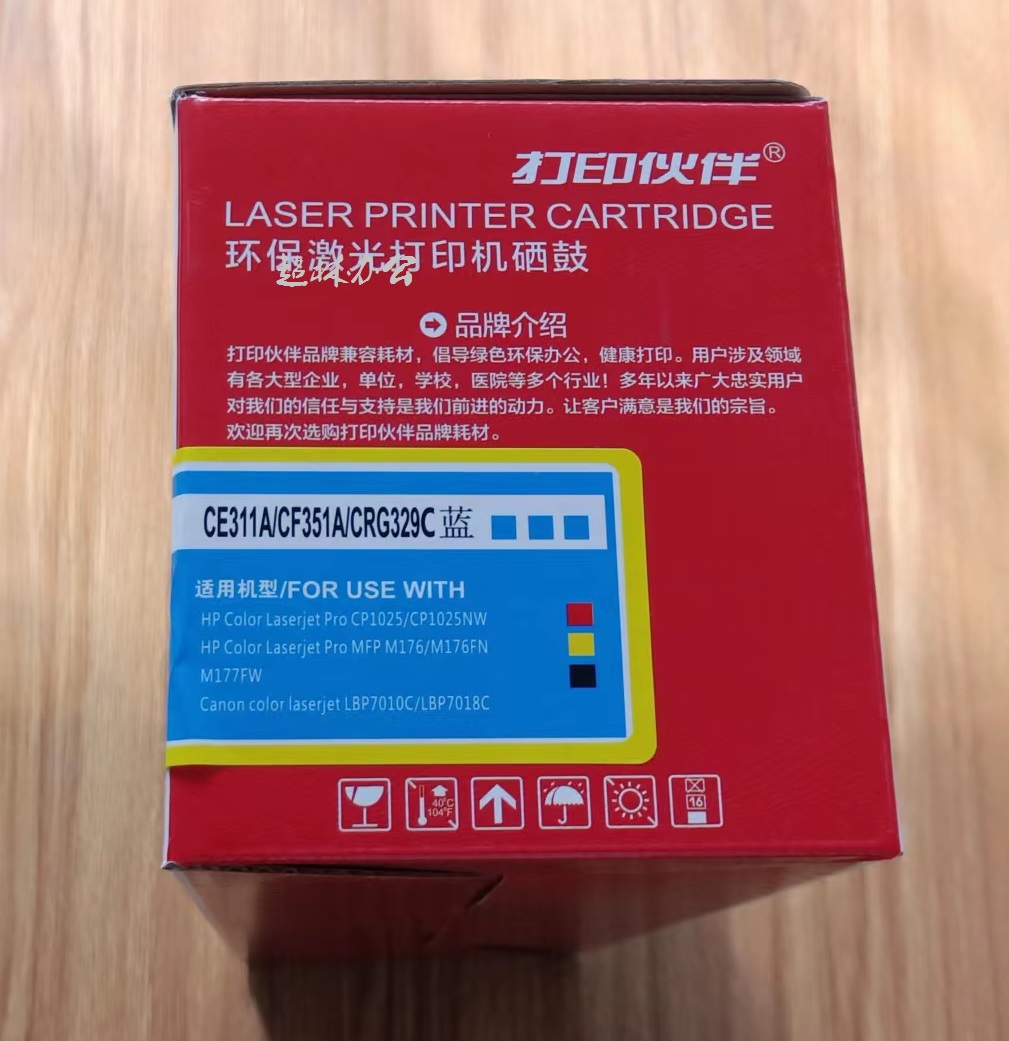 打印伙伴®
LASER PRINTER CARTRIDGE
环保激光打印机硒鼓
超林办公
品牌介绍
打印伙伴品牌兼容耗材，倡导绿色环保办公，健康打印。用户涉及领域
有各大型企业，单位，学校，医院等多个行业！多年以来广大忠实用户
对我们的信任与支持是我们前进的动力。让客户满意是我们的宗旨。
欢迎再次选购打印伙伴品牌耗材。
CE311A/CF351A/CRG329C 蓝
适用机型/FOR USE WITH
HP Color Laserjet Pro CP1025/CP1025NW
HP Color Laserjet Pro MFP M176/M176FN
M177FW
Canon color laserjet LBP7010C/LBP7018C
40°C
104°F
16